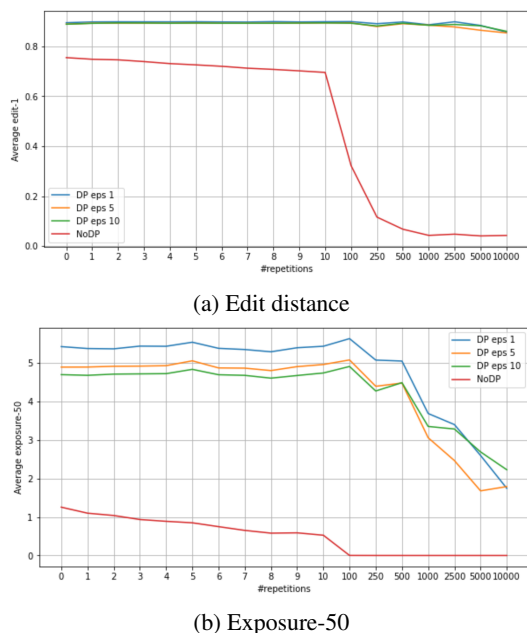 Average edit-1
0.8
0.6
0.4
0.2
0.0
DP eps 1
DP eps 5
DP eps 10
NoDP
0 1 2 3 4 5 6 7 8 9 10 100 250 500 1000 2500 5000 10000
#repetitions
(a) Edit distance
Average exposure-50
5
4
3
2
1
0
DP eps 1
DP eps 5
DP eps 10
NoDP
0 1 2 3 4 5 6 7 8 9 10 100 250 500 1000 2500 5000 10000
#repetitions
(b) Exposure-50